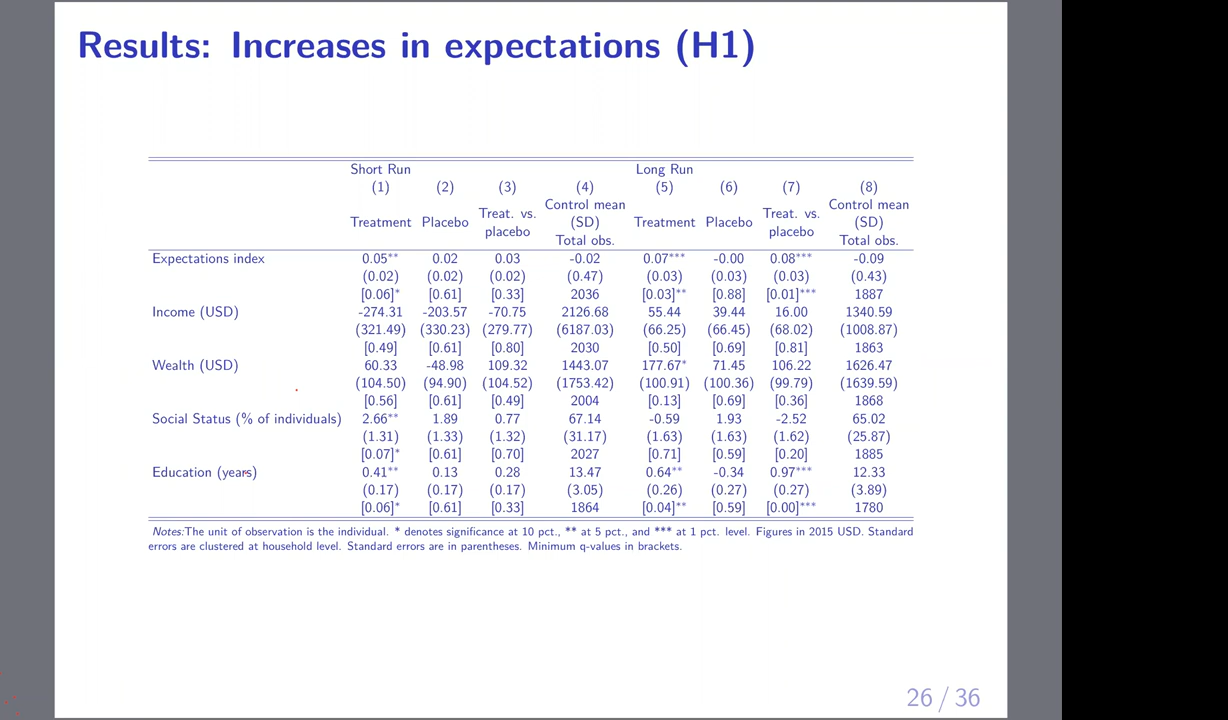 Results: Increases in expectations (H1)
Short Run Long Run
(1) (2) (3) (4) (5) (6) (7) (8)
Treatment Placebo Treat. vs. placebo Control mean (SD) Total obs. Treatment Placebo Treat. vs. placebo Control mean (SD) Total obs.
Expectations index 0.05** 0.02 0.03 -0.02 0.07*** -0.00 0.08*** -0.09
(0.02) (0.02) (0.02) (0.47) (0.03) (0.03) (0.03) (0.43)
[0.06]* [0.61] [0.33] 2036 [0.03]** [0.88] [0.01]*** 1887
Income (USD) -274.31 -203.57 -70.75 2126.68 55.44 39.44 16.00 1340.59
(321.49) (330.23) (279.77) (6187.03) (66.25) (66.45) (68.02) (1008.87)
[0.49] [0.61] [0.80] 2030 [0.50] [0.69] [0.81] 1863
Wealth (USD) 60.33 -48.98 109.32 1443.07 177.67* 71.45 106.22 1626.47
(104.50) (94.90) (104.52) (1753.42) (100.91) (100.36) (99.79) (1639.59)
[0.56] [0.61] [0.49] 2004 [0.13] [0.69] [0.36] 1868
Social Status (% of individuals) 2.66** 1.89 0.77 67.14 -0.59 1.93 -2.52 65.02
(1.31) (1.33) (1.32) (31.17) (1.63) (1.63) (1.62) (25.87)
[0.07]* [0.61] [0.70] 2027 [0.71] [0.59] [0.20] 1885
Education (years) 0.41** 0.13 0.28 13.47 0.64** -0.34 0.97*** 12.33
(0.17) (0.17) (0.17) (3.05) (0.26) (0.27) (0.27) (3.89)
[0.06]* [0.61] [0.33] 1864 [0.04]** [0.59] [0.00]*** 1780
Notes:The unit of observation is the individual. * denotes significance at 10 pct., ** at 5 pct., and *** at 1 pct. level. Figures in 2015 USD. Standard
errors are clustered at household level. Standard errors are in parentheses. Minimum q-values in brackets.
26 / 36